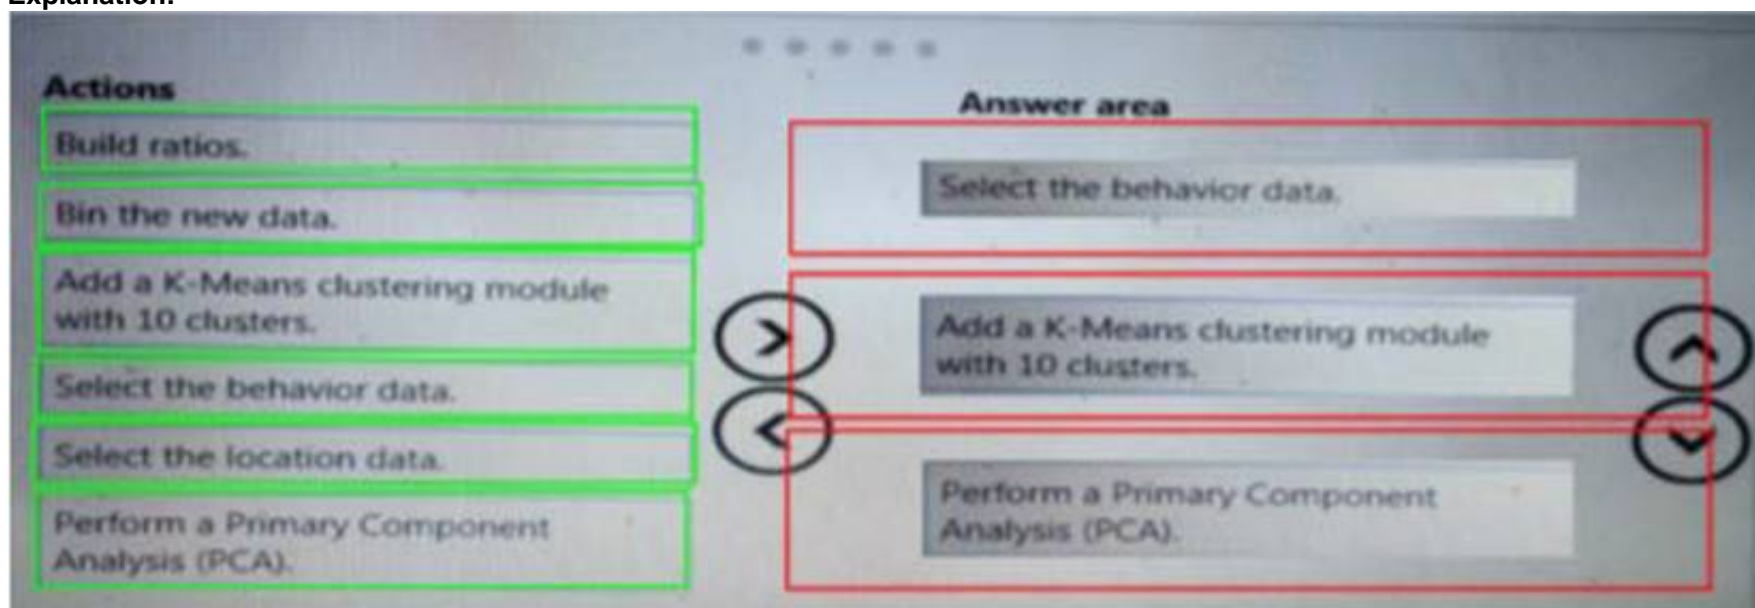 Explanation:
Actions
Build ratios.
Bin the new data.
Add a K-Means clustering module
with 10 clusters.
Select the behavior data.
Select the location data.
Perform a Primary Component
Analysis (PCA).
Answer area
Select the behavior data.
Add a K-Means clustering module
with 10 clusters.
Perform a Primary Component
Analysis (PCA).